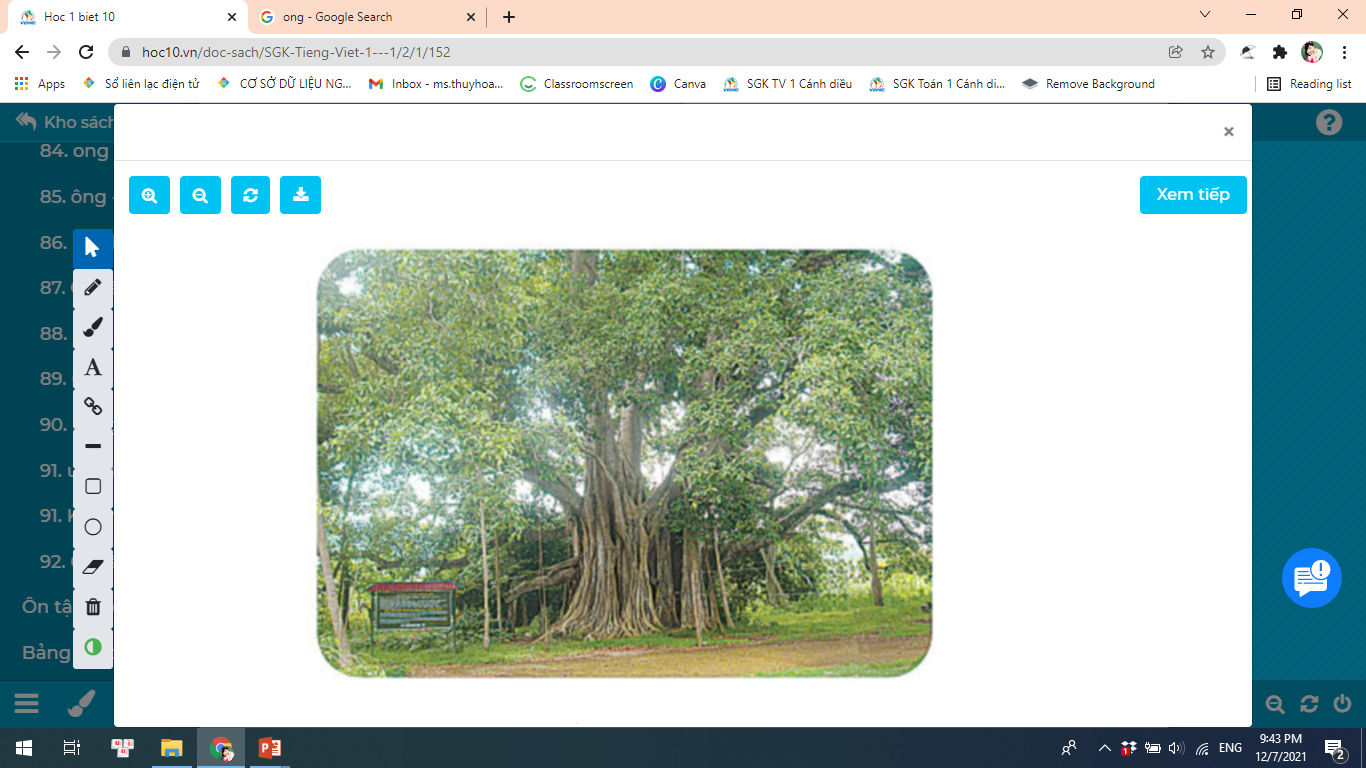 Hoc 1 biet 10
ong - Google Search
hoc10.vn/doc-sach/SGK-Tieng-Viet-1---1/2/1/152
Apps
Sổ liên lạc điện tử
CƠ SỞ DỮ LIỆU NG...
Inbox - ms.thuyhoa...
Classroomscreen
Canva
SGK TV 1 Cánh diều
SGK Toán 1 Cánh di...
Remove Background
Reading list
Kho sách
84. ong
85. ông
86.
87.
88.
89.
90.
91.
91.
92.
Ôn tậ
Bảng
A
Xem tiếp
ENG
9:43 PM
12/7/2021
1
2